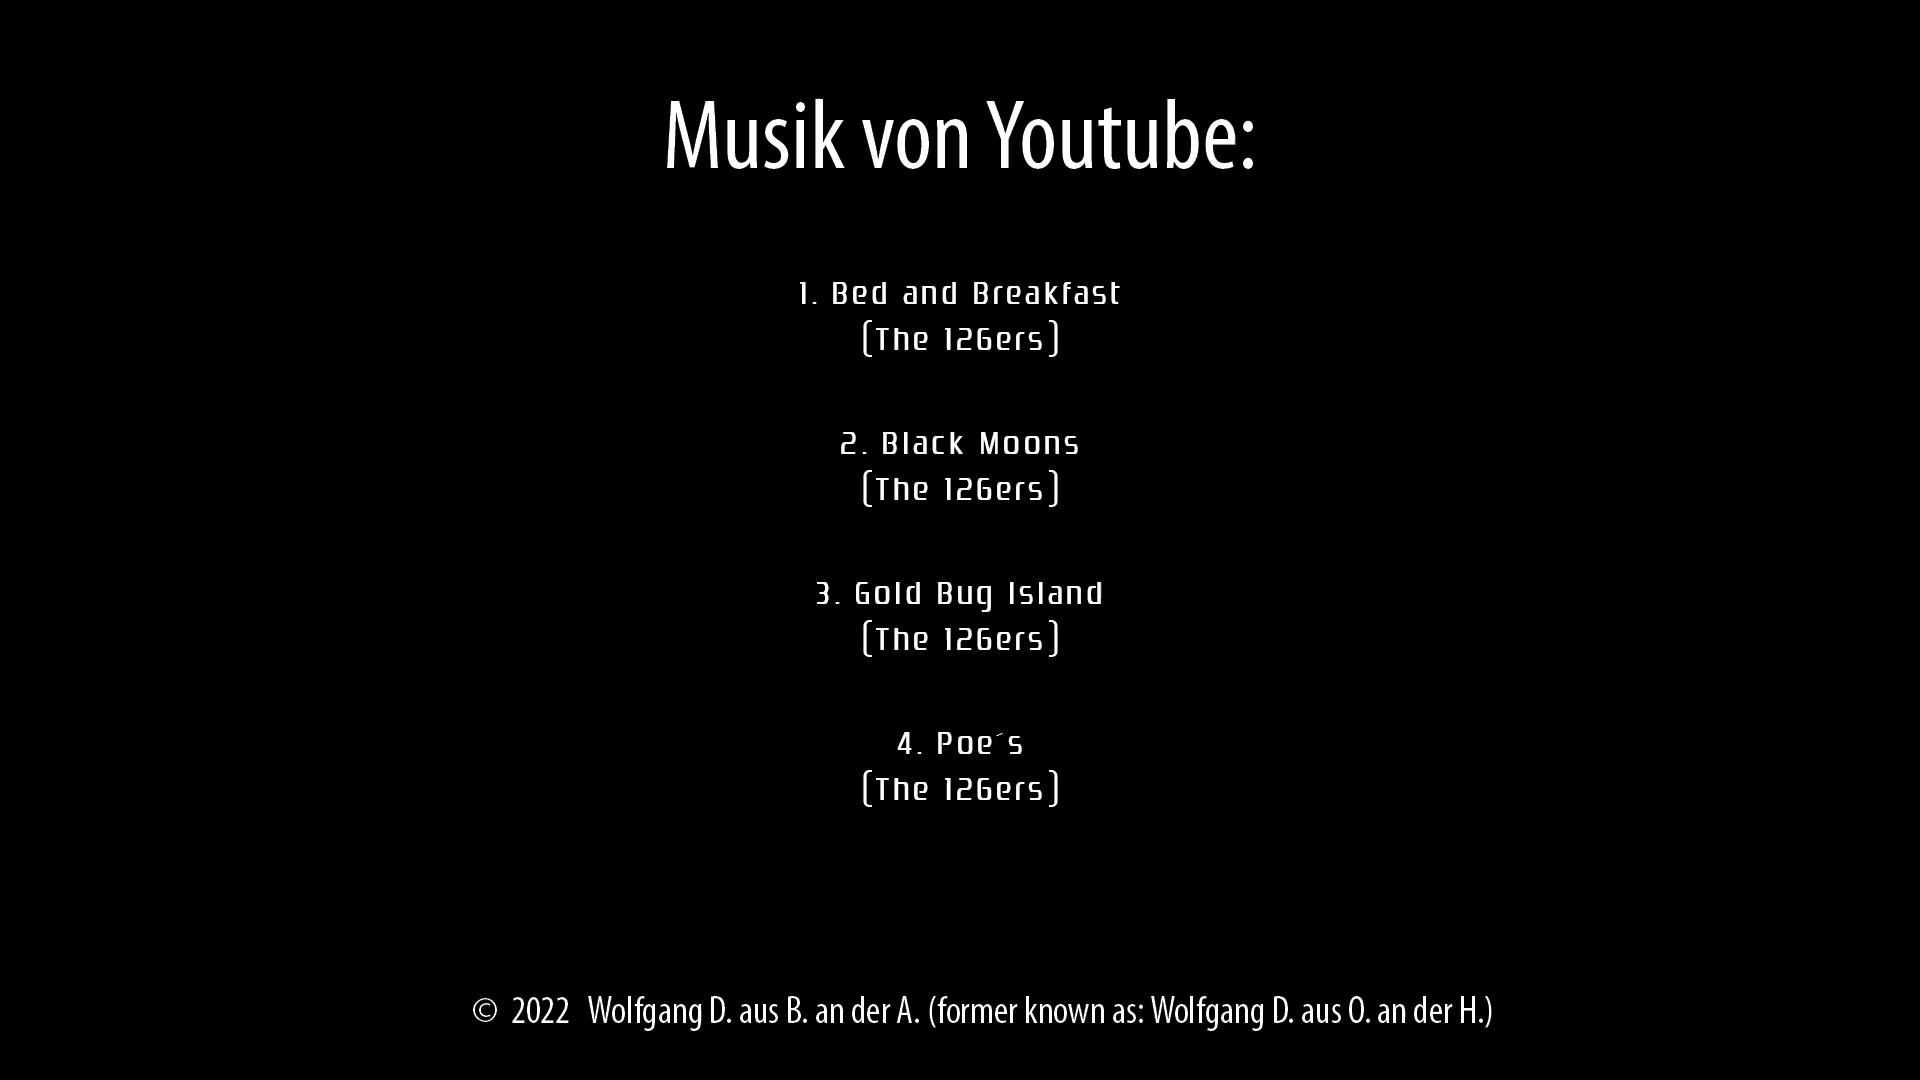 Musik von Youtube:
1. Bed and Breakfast
(The 126ers)
2. Black Moons
(The 126ers)
3. Gold Bug Island
(The 126ers)
4. Poe´s
(The 126ers)
© 2022 Wolfgang D. aus B. an der A. (former known as: Wolfgang D. aus O. an der H.)